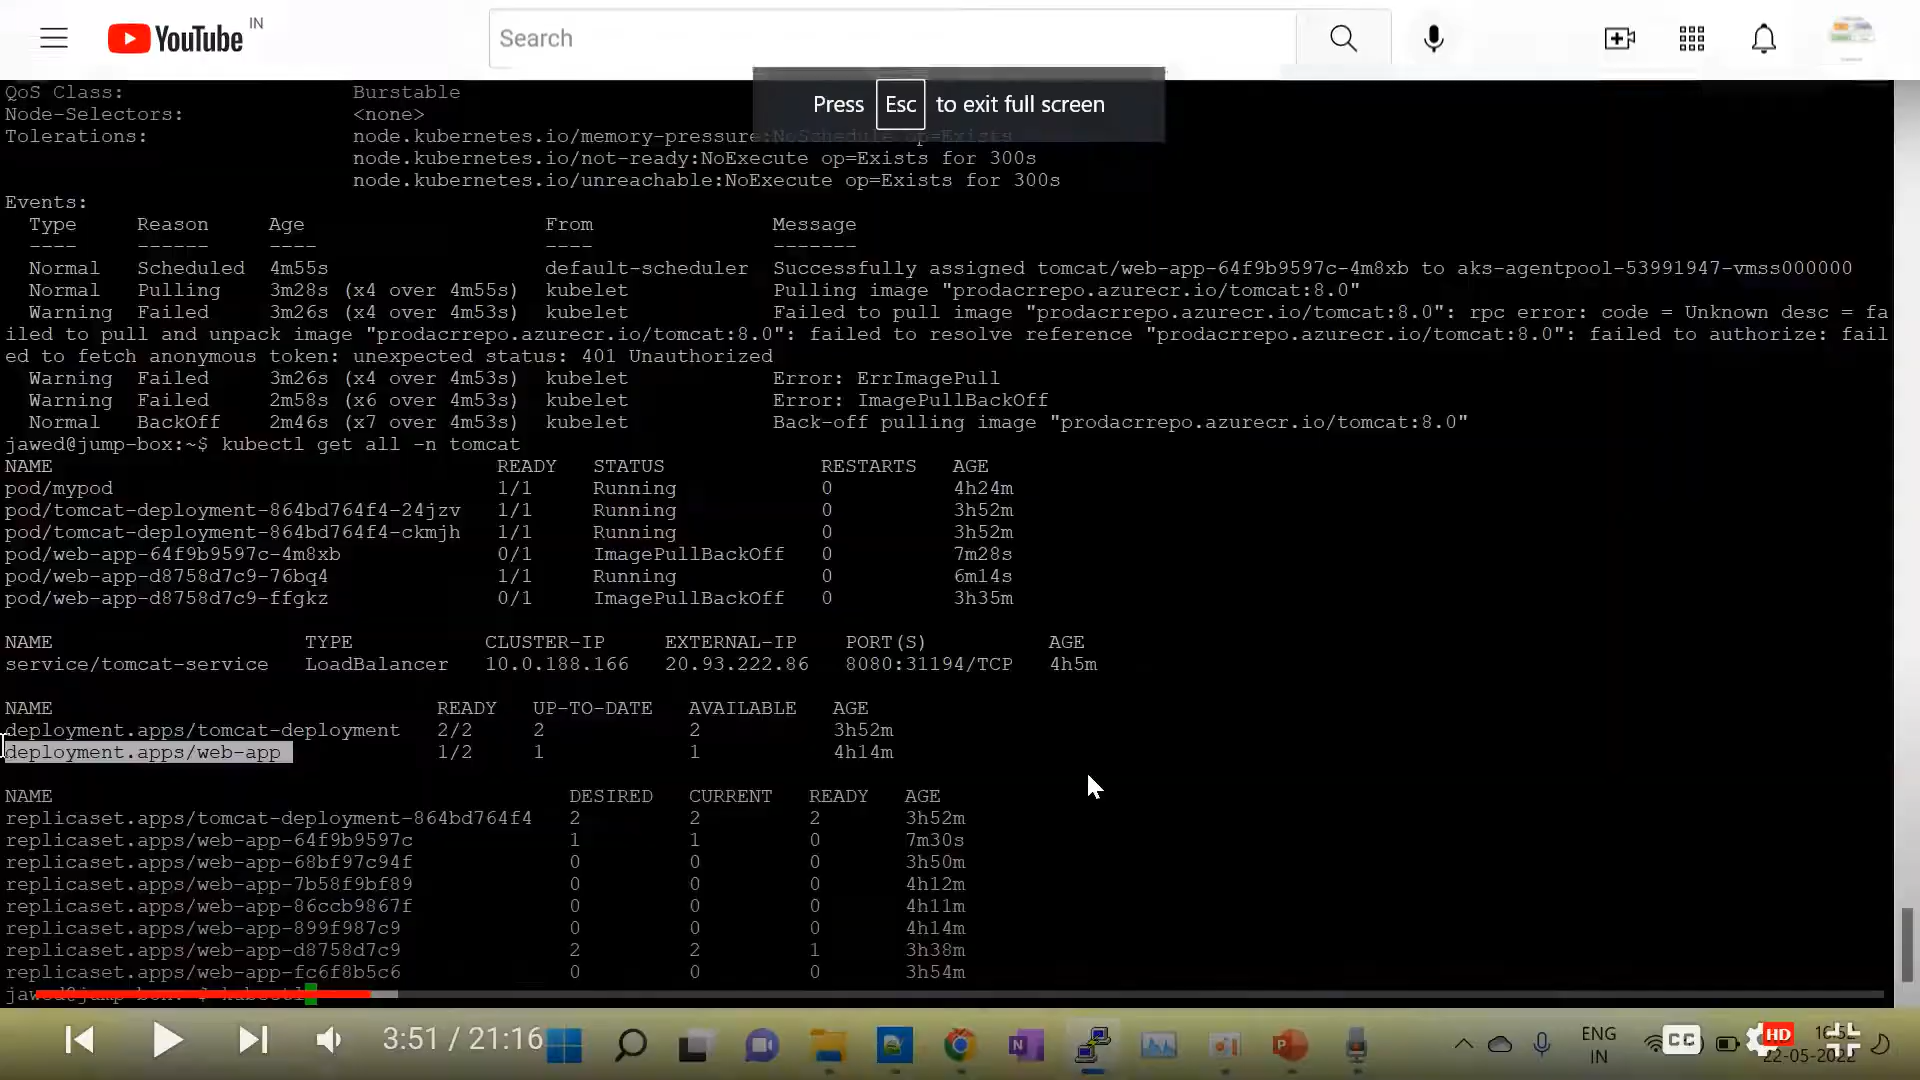 YouTube IN
Search
Press Esc to exit full screen
QoS Class: Burstable
Node-Selectors: <none>
Tolerations: node.kubernetes.io/memory-pressure:NoSchedule op=Exists
node.kubernetes.io/not-ready:NoExecute op=Exists for 300s
node.kubernetes.io/unreachable:NoExecute op=Exists for 300s
Events:
Type Reason Age From Message
---- ------ ---- ---- -------
Normal Scheduled 4m55s default-scheduler Successfully assigned tomcat/web-app-64f9b9597c-4m8xb to aks-agentpool-53991947-vmss000000
Normal Pulling 3m28s (x4 over 4m55s) kubelet Pulling image "prodacrrepo.azurecr.io/tomcat:8.0"
Warning Failed 3m26s (x4 over 4m53s) kubelet Failed to pull image "prodacrrepo.azurecr.io/tomcat:8.0": rpc error: code = Unknown desc = fa
iled to pull and unpack image "prodacrrepo.azurecr.io/tomcat:8.0": failed to resolve reference "prodacrrepo.azurecr.io/tomcat:8.0": failed to authorize: fail
ed to fetch anonymous token: unexpected status: 401 Unauthorized
Warning Failed 3m26s (x4 over 4m53s) kubelet Error: ErrImagePull
Warning Failed 2m58s (x6 over 4m53s) kubelet Error: ImagePullBackOff
Normal BackOff 2m46s (x7 over 4m53s) kubelet Back-off pulling image "prodacrrepo.azurecr.io/tomcat:8.0"
jawed@jump-box:~$ kubectl get all -n tomcat
NAME READY STATUS RESTARTS AGE
pod/mypod 1/1 Running 0 4h24m
pod/tomcat-deployment-864bd764f4-24jzv 1/1 Running 0 3h52m
pod/tomcat-deployment-864bd764f4-ckmjh 1/1 Running 0 3h52m
pod/web-app-64f9b9597c-4m8xb 0/1 ImagePullBackOff 0 7m28s
pod/web-app-d8758d7c9-76bq4 1/1 Running 0 6m14s
pod/web-app-d8758d7c9-ffgkz 0/1 ImagePullBackOff 0 3h35m
NAME TYPE CLUSTER-IP EXTERNAL-IP PORT(S) AGE
service/tomcat-service LoadBalancer 10.0.188.166 20.93.222.86 8080:31194/TCP 4h5m
NAME READY UP-TO-DATE AVAILABLE AGE
deployment.apps/tomcat-deployment 2/2 2 2 3h52m
deployment.apps/web-app 1/2 1 1 4h14m
NAME DESIRED CURRENT READY AGE
replicaset.apps/tomcat-deployment-864bd764f4 2 2 2 3h52m
replicaset.apps/web-app-64f9b9597c 1 1 0 7m30s
replicaset.apps/web-app-68bf97c94f 0 0 0 3h50m
replicaset.apps/web-app-7b58f9bf89 0 0 0 4h12m
replicaset.apps/web-app-86ccb9867f 0 0 0 4h11m
replicaset.apps/web-app-899f987c9 0 0 0 4h14m
replicaset.apps/web-app-d8758d7c9 2 2 1 3h38m
replicaset.apps/web-app-fc6f8b5c6 0 0 0 3h54m
jawed@jump-box:~$ kubectl
3:51 / 21:16
ENG
IN
CC
HD
16:52
22-05-2022